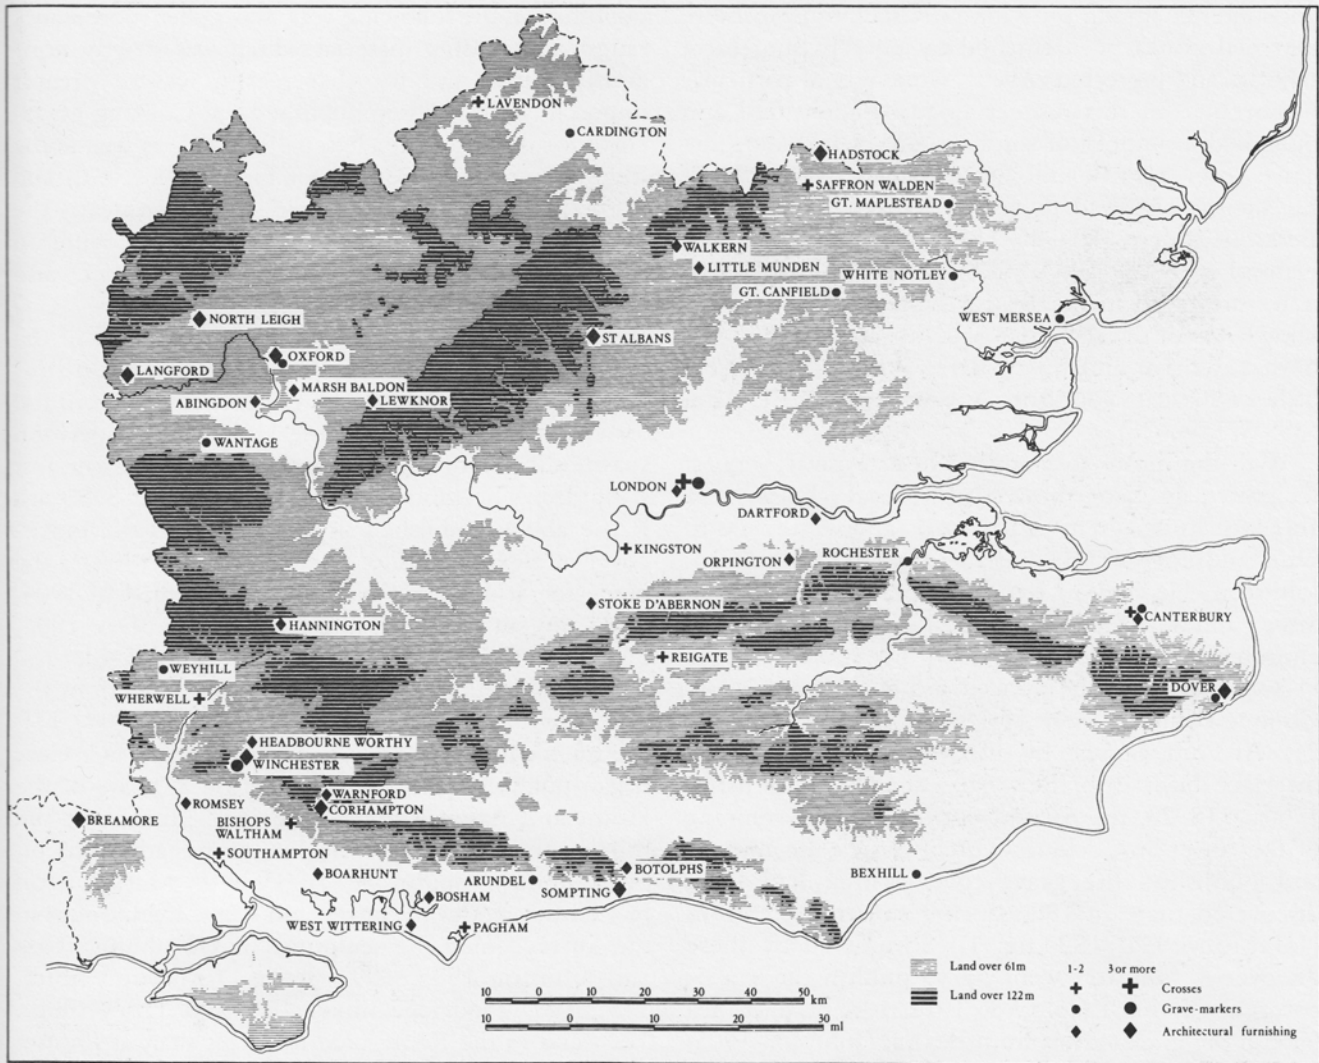 LAVENDON
CARDINGTON
HADSTOCK
SAFFRON WALDEN
GT. MAPLESTEAD
WALKERN
LITTLE MUNDEN
WHITE NOTLEY
GT. CANFIELD
WEST MERSEA
NORTH LEIGH
ST ALBANS
OXFORD
LANGFORD
MARSH BALDON
ABINGDON
LEWKNOR
WANTAGE
LONDON
DARTFORD
KINGSTON
ORPINGTON
ROCHESTER
STOKE D'ABERNON
CANTERBURY
HANNINGTON
REIGATE
WEYHILL
WHERWELL
DOVER
HEADBOURNE WORTHY
WINCHESTER
WARNFORD
ROMSEY
CORHAMPTON
BREAMORE
BISHOPS
WALTHAM
SOUTHAMPTON
BOARHUNT
BOTOLPHS
ARUNDEL
SOMPTING
BEXHILL
BOSHAM
WEST WITTERING
PAGHAM
Land over 61m
Land over 122m
1-2 3 or more
Crosses
Grave-markers
Architectural furnishing
10 0 10 20 30 40 50 km
10 0 10 20 30 ml